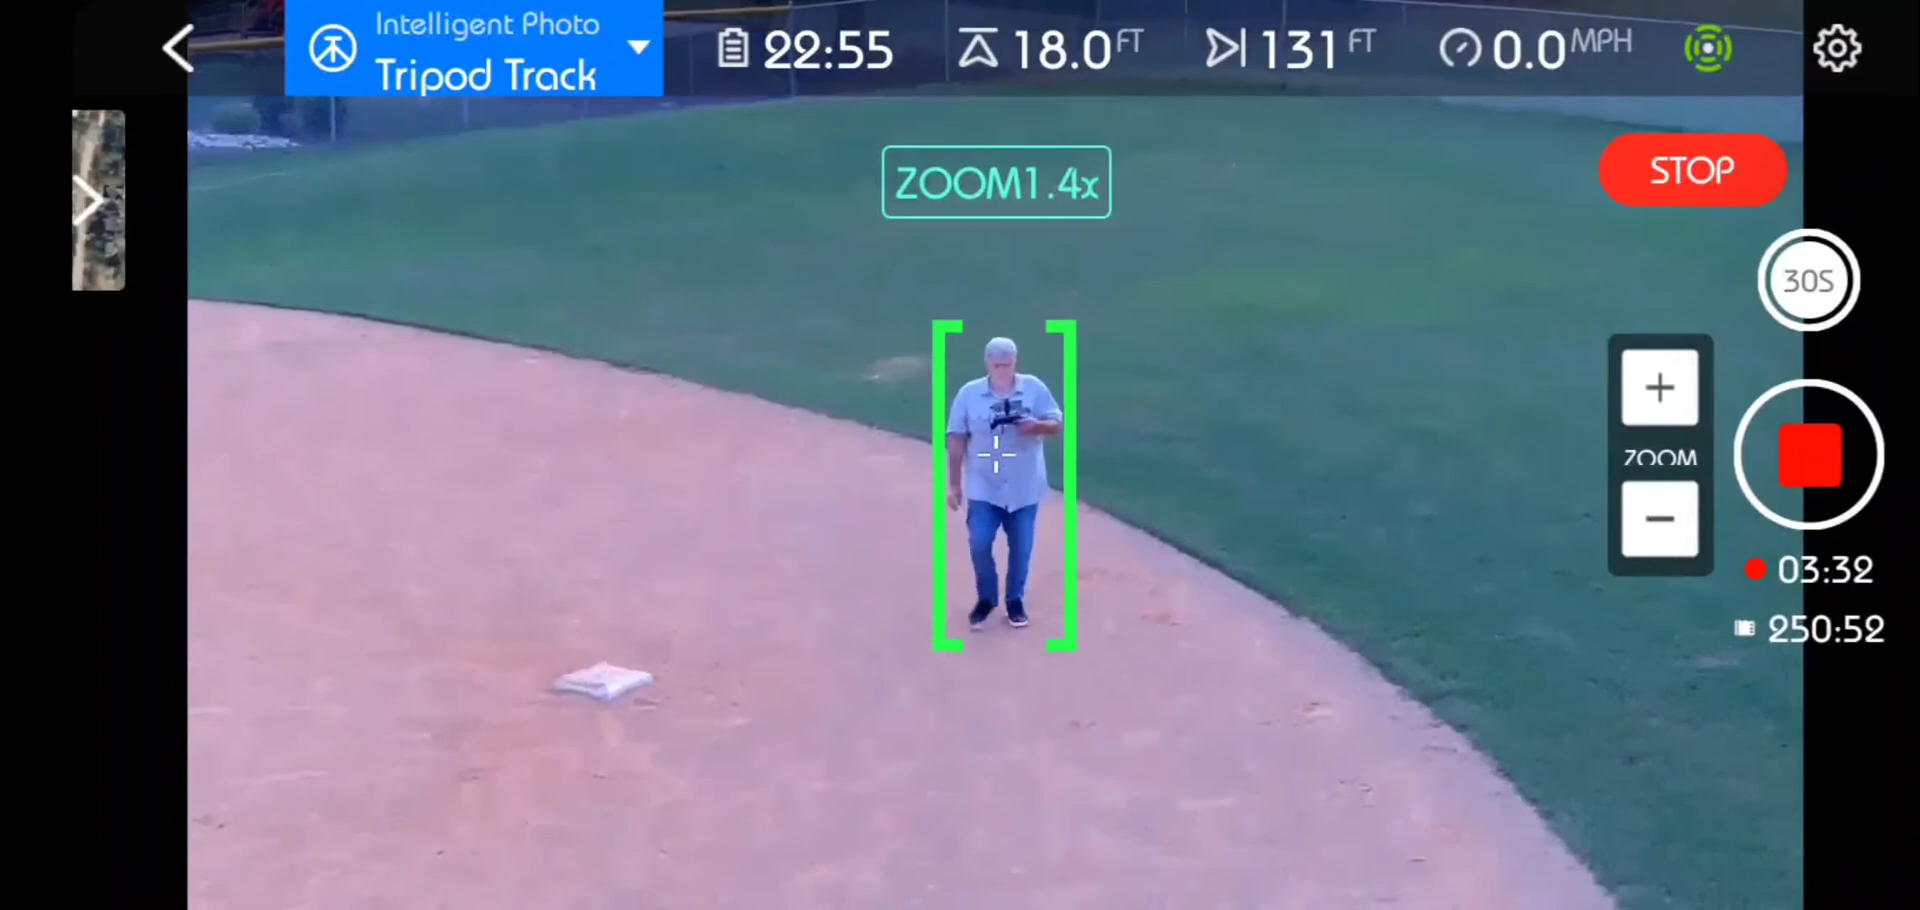 Intelligent Photo
Tripod Track
22:55
18.0FT
131 FT
0.0MPH
ZOOM1.4x
STOP
30S
+
ZOOM
−
03:32
250:52